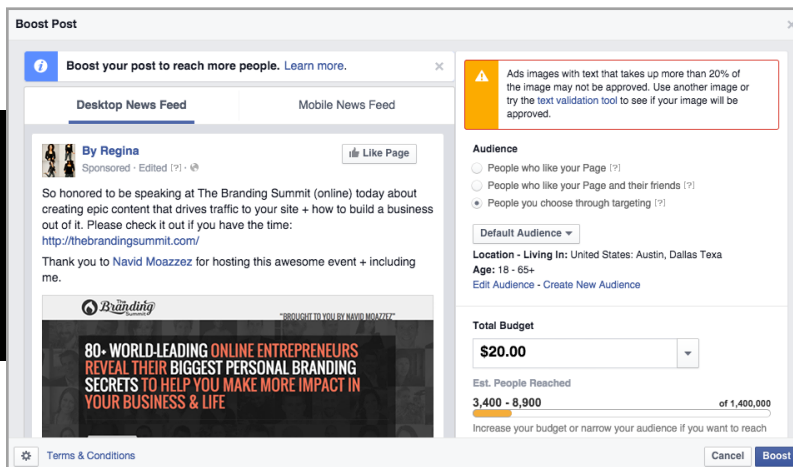 Boost Post
Boost your post to reach more people. Learn more.
Desktop News Feed
Mobile News Feed
By Regina
Sponsored · Edited [?] ·
Like Page
So honored to be speaking at The Branding Summit (online) today about
creating epic content that drives traffic to your site + how to build a business
out of it. Please check it out if you have the time:
http://thebrandingsummit.com/
Thank you to Navid Moazzez for hosting this awesome event + including
me.
The
Branding
Summit
"BROUGHT TO YOU BY NAVID MOAZZEZ"
80+ WORLD-LEADING ONLINE ENTREPRENEURS
REVEAL THEIR BIGGEST PERSONAL BRANDING
SECRETS TO HELP YOU MAKE MORE IMPACT IN
YOUR BUSINESS & LIFE
Ads images with text that takes up more than 20% of
the image may not be approved. Use another image or
try the text validation tool to see if your image will be
approved.
Audience
People who like your Page [?]
People who like your Page and their friends [?]
People you choose through targeting [?]
Default Audience
Location - Living In: United States: Austin, Dallas Texa
Age: 18 - 65+
Edit Audience - Create New Audience
Total Budget
$20.00
Est. People Reached
3,400 - 8,900
of 1,400,000
Increase your budget or narrow your audience if you want to reach
Terms & Conditions
Cancel
Boost